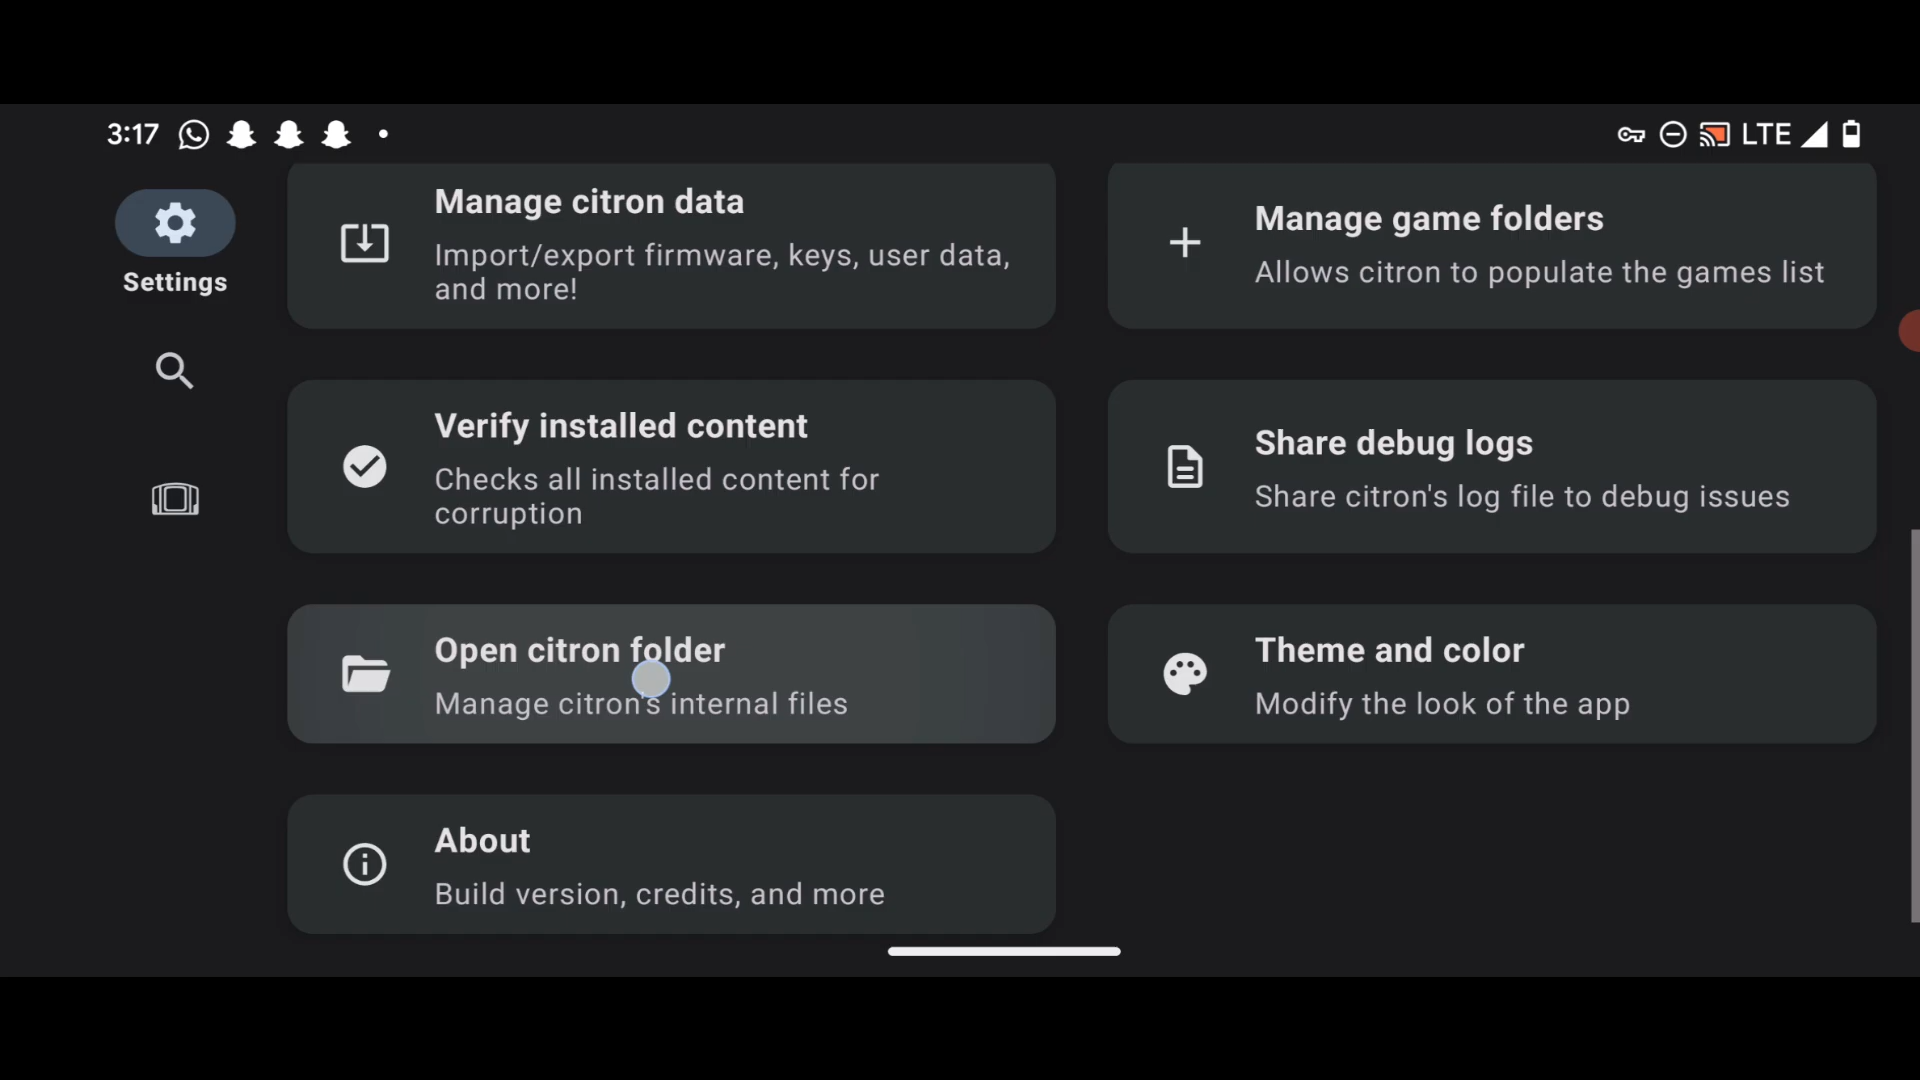 3:17
LTE
Settings
Manage citron data
Import/export firmware, keys, user data,
and more!
Manage game folders
Allows citron to populate the games list
Verify installed content
Checks all installed content for
corruption
Share debug logs
Share citron's log file to debug issues
Open citron folder
Manage citron's internal files
Theme and color
Modify the look of the app
About
Build version, credits, and more